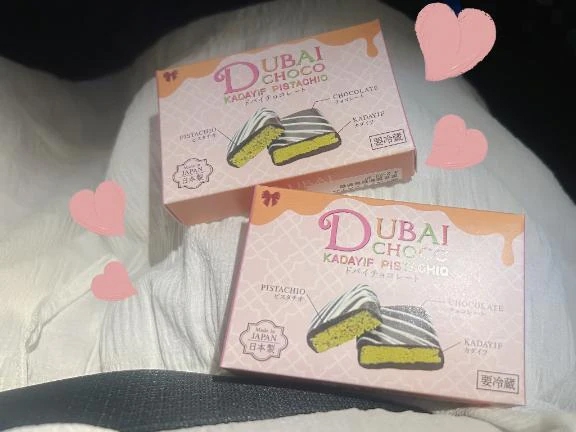 DUBAI
CHOCO
KADAYIF PISTACHIO
ドバイチョコレート
CHOCOLATE
チョコレート
PISTACHIO
ピスタチオ
KADAYIF
カダイフ
Made in
JAPAN
日本製
要冷蔵
DUBAI
DUBAI
CHOCO
KADAYIF PISTACHIO
ドバイチョコレート
PISTACHIO
ピスタチオ
CHOCOLATE
チョコレート
KADAYIF
カダイフ
Made in
JAPAN
日本製
要冷蔵